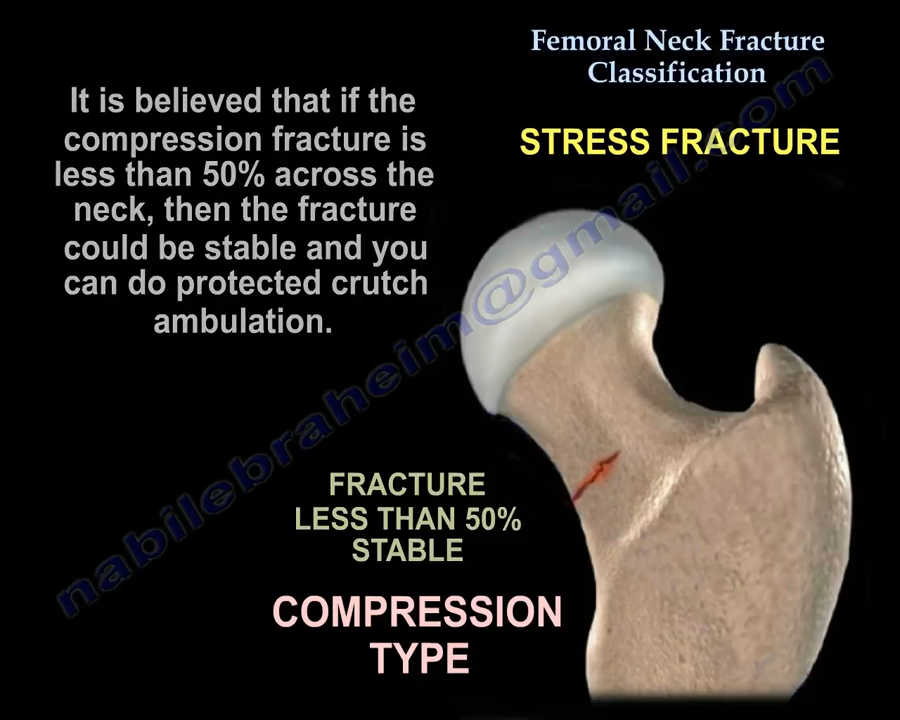 Femoral Neck Fracture
Classification
STRESS FRACTURE
It is believed that if the
compression fracture is
less than 50% across the
neck, then the fracture
could be stable and you
can do protected crutch
ambulation.
nabilebraheim@gmail.com
FRACTURE
LESS THAN 50%
STABLE
COMPRESSION
TYPE